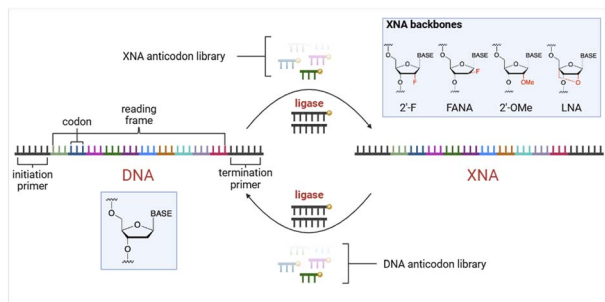 XNA backbones
XNA anticodon library
BASE
BASE
BASE
BASE
O
O
O
O
O
O
O
O
F
F
OMe
O
O
O
O
O
2'-F
FANA
2'-OMe
LNA
ligase
reading
frame
codon
initiation
primer
DNA
termination
primer
XNA
ligase
O
O
BASE
O
DNA anticodon library